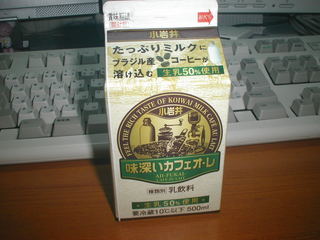 賞味期限
小岩井
たっぷりミルクに
ブラジル産コーヒーが
溶け込む
生乳50%使用
FEEL THE RICH TASTE OF KOIWAI MILK CAFE AU LAIT
小岩井
味深いカフェオ・レ
AJI-FUKAI
CAFE AU LAIT
種類別 乳飲料
生乳50%使用
要冷蔵10℃以下 500ml